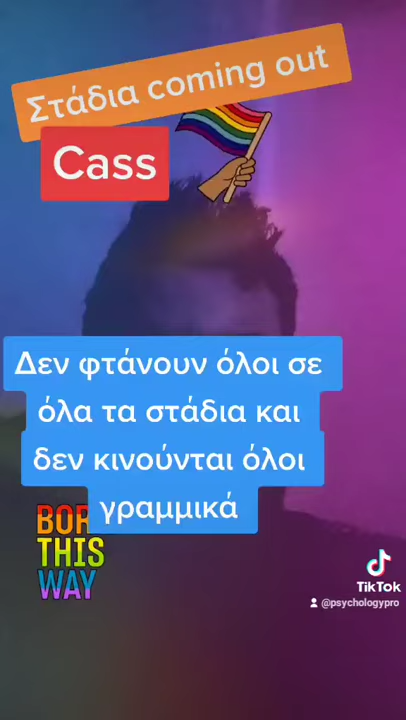 Στάδια coming out
Cass
Δεν φτάνουν όλοι σε
όλα τα στάδια και
δεν κινούνται όλοι
γραμμικά
THIS
WAY
TikTok
@psychologypro